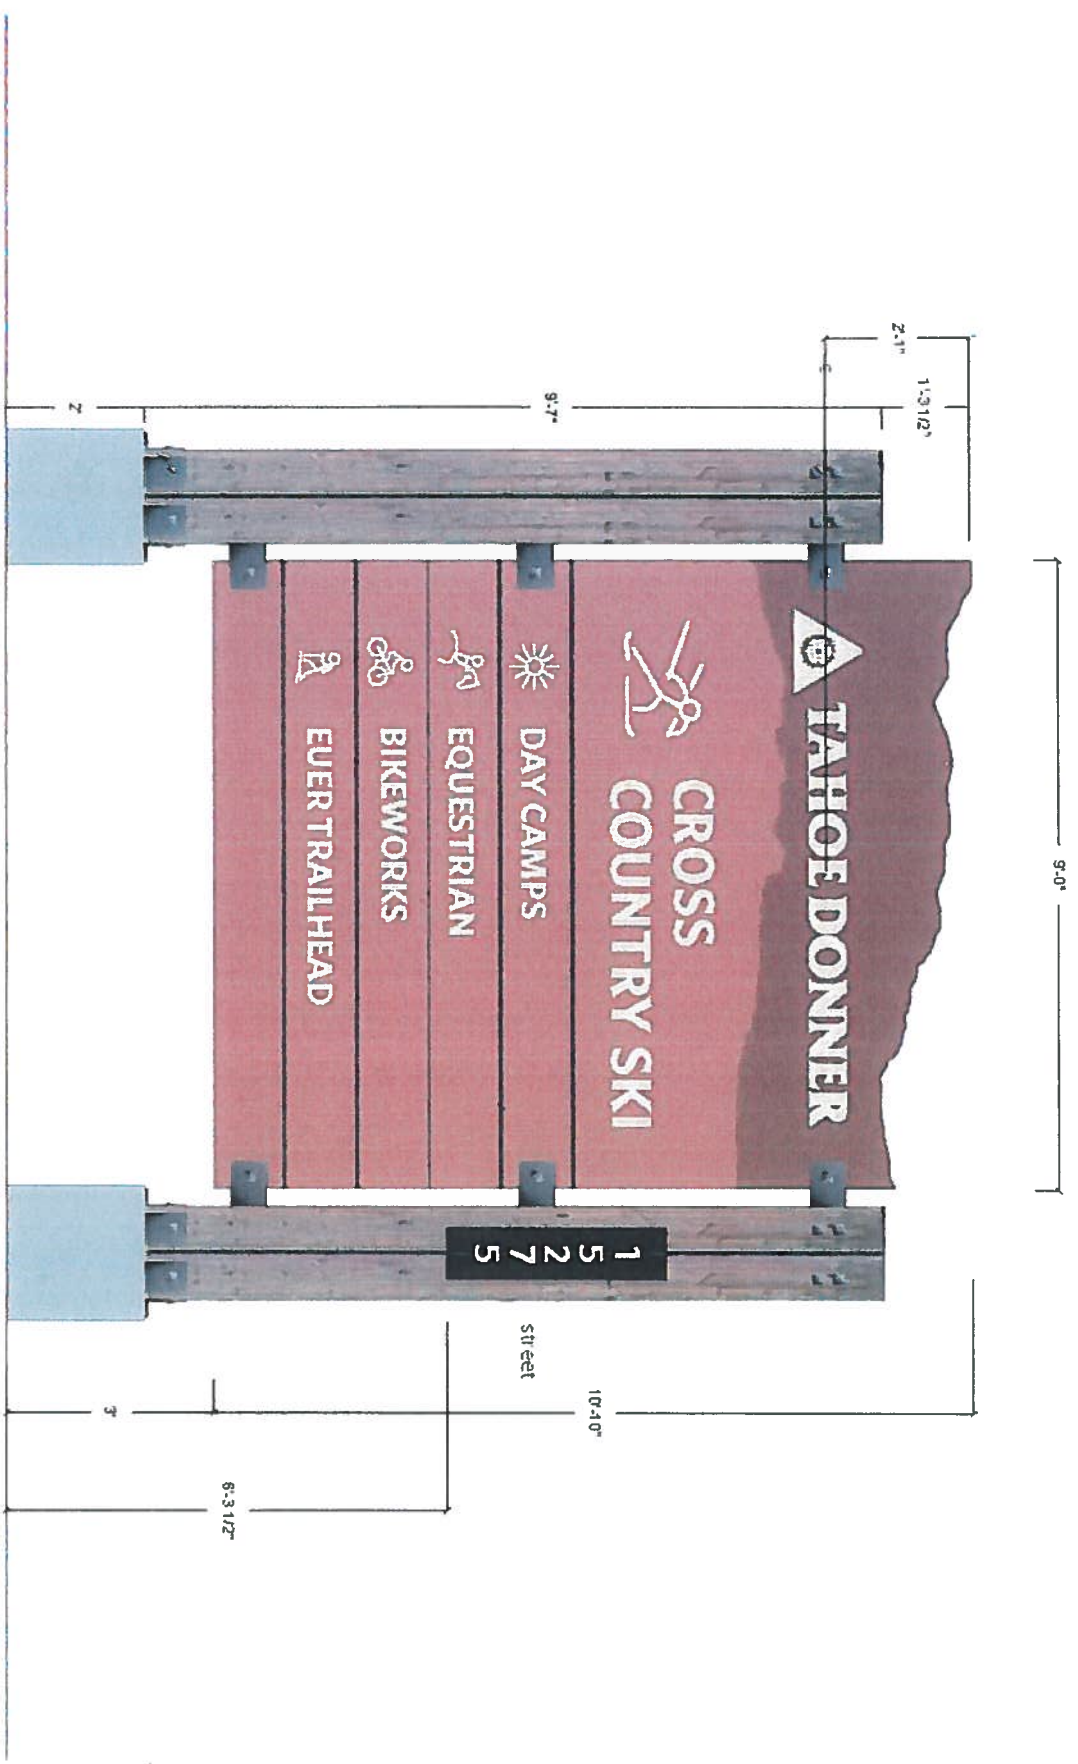 9'-0"
2'-1"
1'-3 1/2"
9'-7"
2'
TAHOE DONNER
CROSS
COUNTRY SKI
DAY CAMPS
EQUESTRIAN
BIKEWORKS
EUER TRAILHEAD
1
5
2
7
5
street
10'-10"
3'
6'-3 1/2"